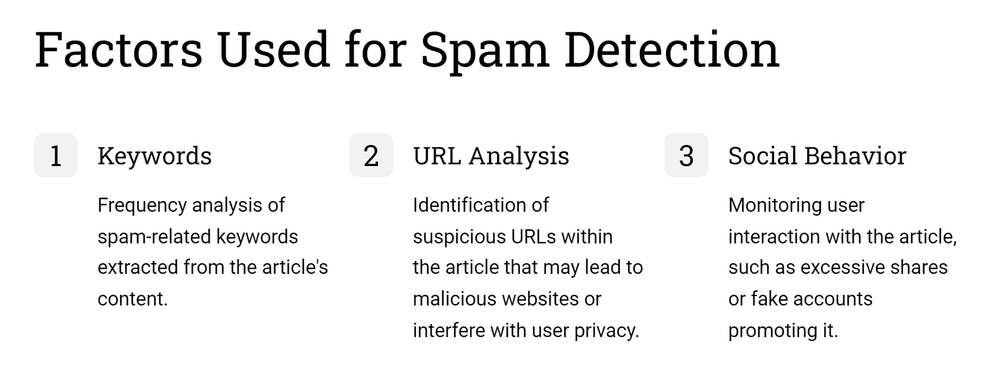 Factors Used for Spam Detection
1 Keywords
Frequency analysis of
spam-related keywords
extracted from the article's
content.
2 URL Analysis
Identification of
suspicious URLs within
the article that may lead to
malicious websites or
interfere with user privacy.
3 Social Behavior
Monitoring user
interaction with the article,
such as excessive shares
or fake accounts
promoting it.